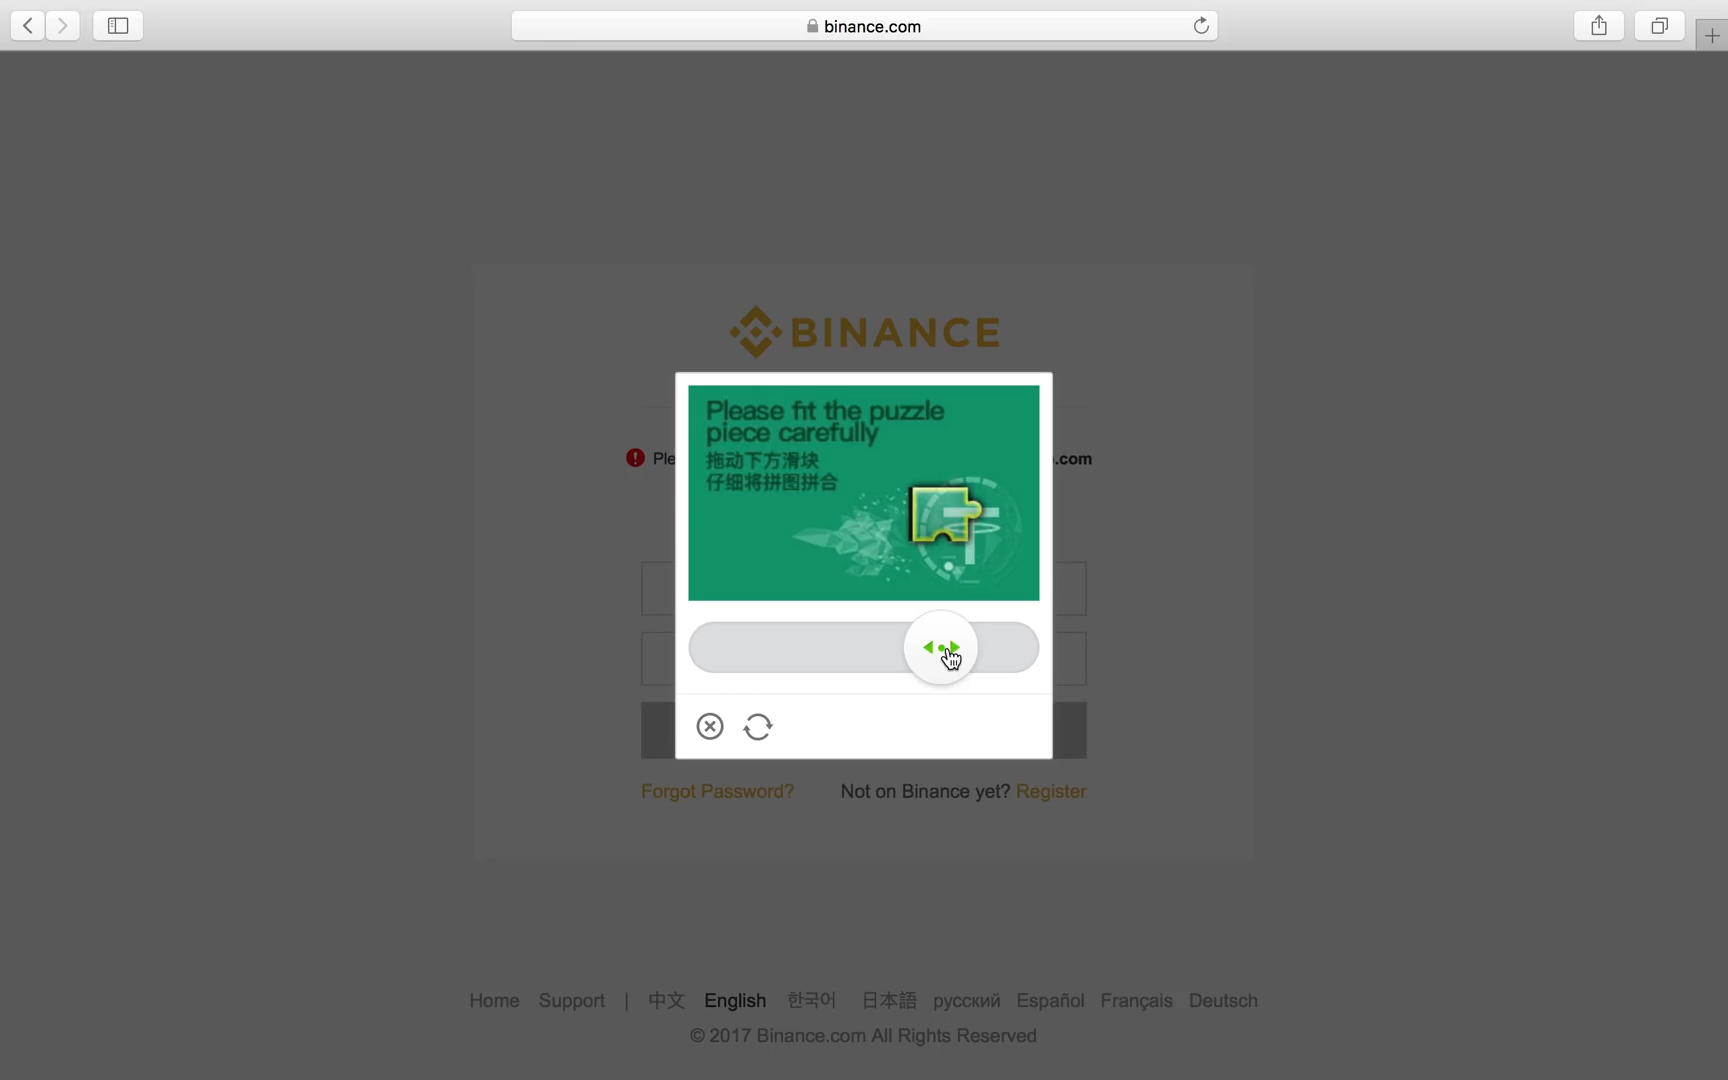 binance.com
BINANCE
Please fit the puzzle
piece carefully
拖动下方滑块
仔细将拼图拼合
.com
Forgot Password? Not on Binance yet? Register
Home Support | 中文 English 한국어 日本語 русский Español Français Deutsch
© 2017 Binance.com All Rights Reserved